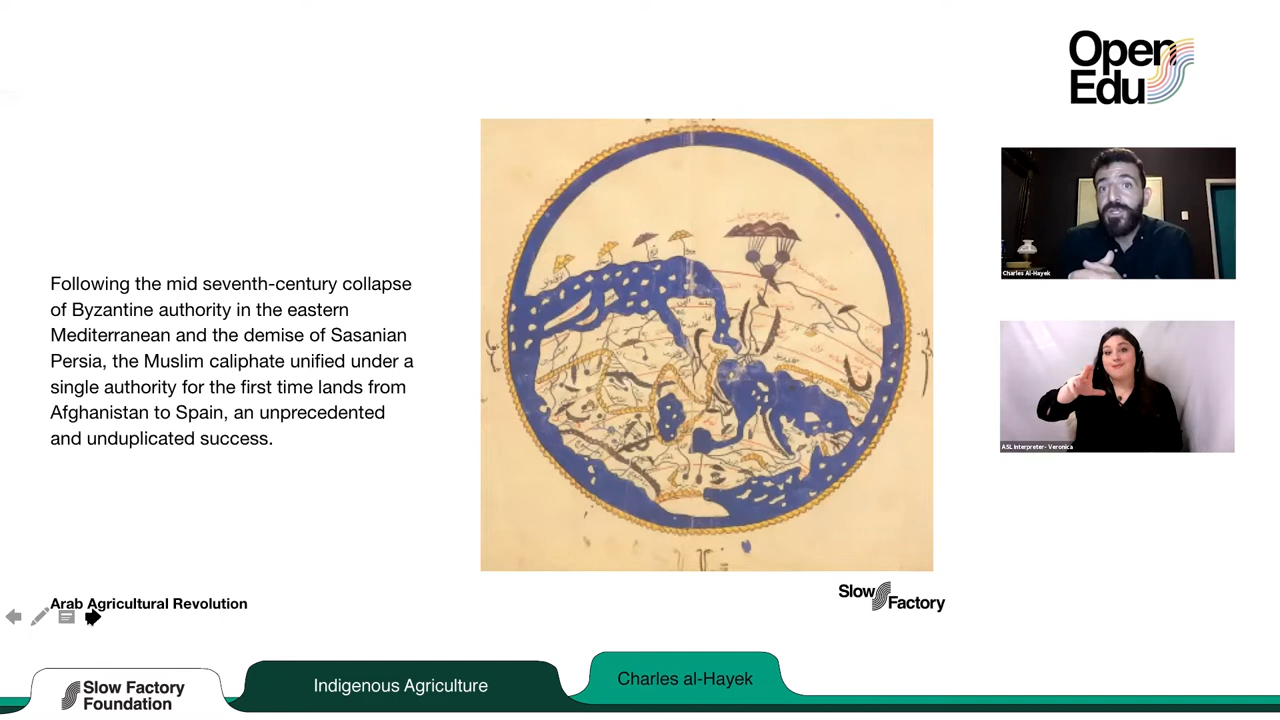 Open
Edu
Following the mid seventh-century collapse
of Byzantine authority in the eastern
Mediterranean and the demise of Sasanian
Persia, the Muslim caliphate unified under a
single authority for the first time lands from
Afghanistan to Spain, an unprecedented
and unduplicated success.
Charles Al-Hayek
ASL Interpreter- Veronica
Arab Agricultural Revolution
Slow Factory
Slow Factory
Foundation
Indigenous Agriculture
Charles al-Hayek